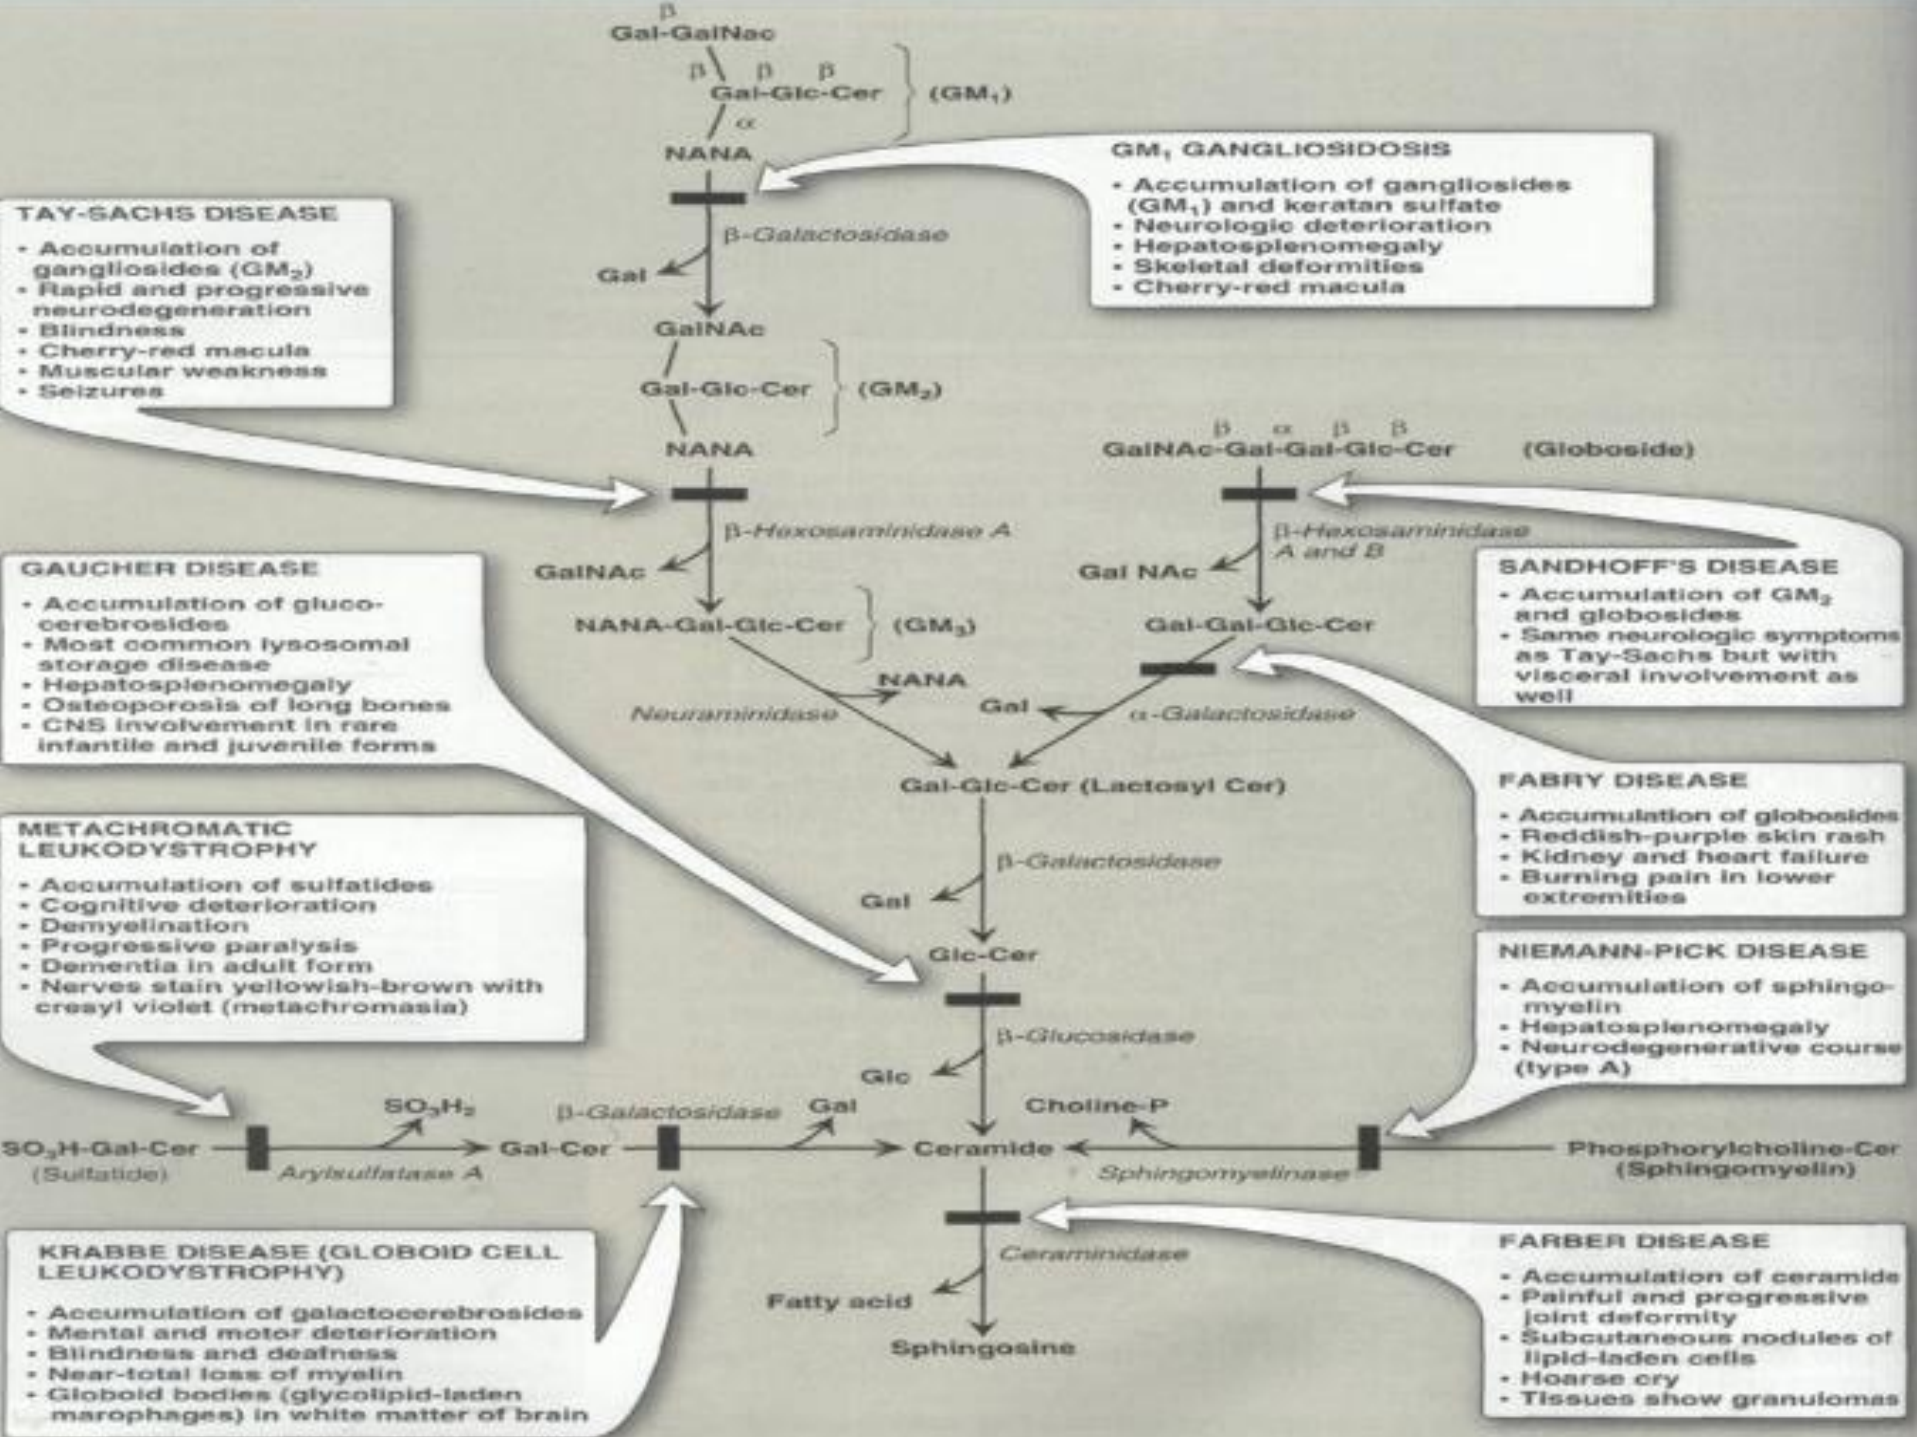 β
Gal-GalNac
β β β
Gal-Glc-Cer (GM₁)
α
NANA
β-Galactosidase
Gal
GalNAc
Gal-Glc-Cer (GM₂)
NANA
β-Hexosaminidase A
GalNAc
NANA-Gal-Glc-Cer (GM₃)
NANA
Neuraminidase
GM₁ GANGLIOSIDOSIS
• Accumulation of gangliosides
(GM₁) and keratan sulfate
• Neurologic deterioration
• Hepatosplenomegaly
• Skeletal deformities
• Cherry-red macula
TAY-SACHS DISEASE
• Accumulation of
gangliosides (GM₂)
• Rapid and progressive
neurodegeneration
• Blindness
• Cherry-red macula
• Muscular weakness
• Seizures
β α β β
GalNAc-Gal-Gal-Glc-Cer (Globoside)
β-Hexosaminidase
A and B
Gal NAc
Gal-Gal-Glc-Cer
Gal
α-Galactosidase
SANDHOFF'S DISEASE
• Accumulation of GM₂
and globosides
• Same neurologic symptoms
as Tay-Sachs but with
visceral involvement as
well
GAUCHER DISEASE
• Accumulation of gluco-
cerebrosides
• Most common lysosomal
storage disease
• Hepatosplenomegaly
• Osteoporosis of long bones
• CNS involvement in rare
infantile and juvenile forms
FABRY DISEASE
• Accumulation of globosides
• Reddish-purple skin rash
• Kidney and heart failure
• Burning pain in lower
extremities
Gal-Glc-Cer (Lactosyl Cer)
β-Galactosidase
Gal
Glc-Cer
β-Glucosidase
Glc
METACHROMATIC
LEUKODYSTROPHY
• Accumulation of sulfatides
• Cognitive deterioration
• Demyelination
• Progressive paralysis
• Dementia in adult form
• Nerves stain yellowish-brown with
cresyl violet (metachromasia)
NIEMANN-PICK DISEASE
• Accumulation of sphingo-
myelin
• Hepatosplenomegaly
• Neurodegenerative course
(type A)
SO₃H₂
β-Galactosidase
Gal
Choline-P
SO₃H-Gal-Cer
(Sulfatide)
Arylsulfatase A
Gal-Cer
Ceramide
Sphingomyelinase
Phosphorylcholine-Cer
(Sphingomyelin)
Ceraminidase
Fatty acid
Sphingosine
KRABBE DISEASE (GLOBOID CELL
LEUKODYSTROPHY)
• Accumulation of galactocerebrosides
• Mental and motor deterioration
• Blindness and deafness
• Near-total loss of myelin
• Globoid bodies (glycolipid-laden
marophages) in white matter of brain
FARBER DISEASE
• Accumulation of ceramide
• Painful and progressive
joint deformity
• Subcutaneous nodules of
lipid-laden cells
• Hoarse cry
• Tissues show granulomas